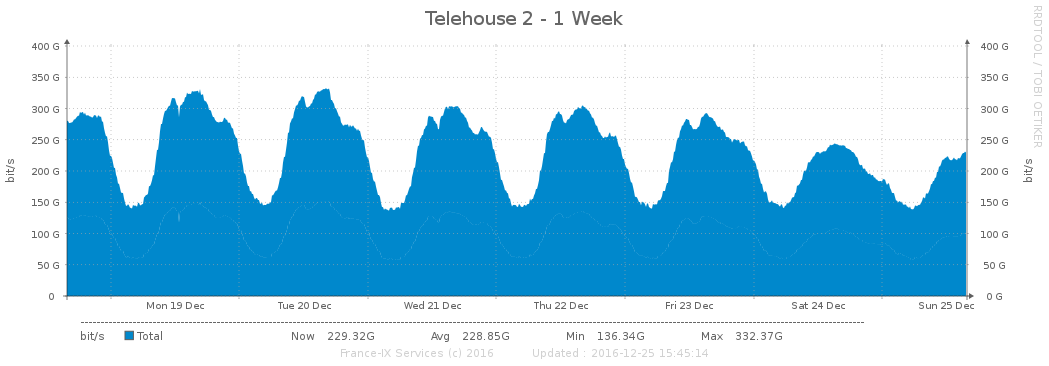 Telehouse 2 - 1 Week
RRDTOOL / TOBI OETIKER
400 G 400 G
350 G 350 G
300 G 300 G
250 G 250 G
200 G 200 G
150 G 150 G
100 G 100 G
50 G 50 G
0 0 G
bit/s bit/s
Mon 19 Dec Tue 20 Dec Wed 21 Dec Thu 22 Dec Fri 23 Dec Sat 24 Dec Sun 25 Dec
bit/s Total Now 229.32G Avg 228.85G Min 136.34G Max 332.37G
France-IX Services (c) 2016 Updated : 2016-12-25 15:45:14